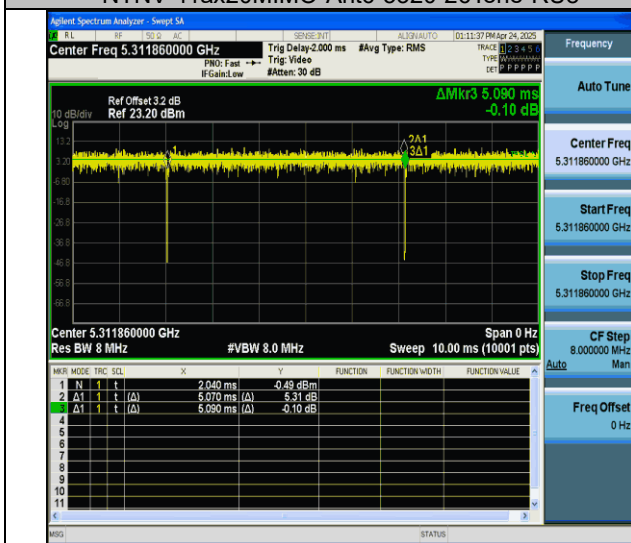 Agilent Spectrum Analyzer - Swept SA
RL RF 50 Ω AC SENSE:INT ALIGNAUTO 01:11:37 PM Apr 24, 2025
Center Freq 5.311860000 GHz
PNO: Fast
IFGain:Low
Trig Delay-2.000 ms
Trig: Video
#Atten: 30 dB
#Avg Type: RMS
TRACE 1 2 3 4 5 6
TYPE
DET P P P P P P
Frequency
Auto Tune
Ref Offset 3.2 dB
Ref 23.20 dBm
10 dB/div
Log
ΔMkr3 5.090 ms
-0.10 dB
13.2
3.20
-6.80
-16.8
-26.8
-36.8
-46.8
-56.8
-66.8
1
2Δ1
3Δ1
Center Freq
5.311860000 GHz
Start Freq
5.311860000 GHz
Stop Freq
5.311860000 GHz
CF Step
8.000000 MHz
Auto Man
Freq Offset
0 Hz
Center 5.311860000 GHz
Span 0 Hz
Res BW 8 MHz
#VBW 8.0 MHz
Sweep 10.00 ms (10001 pts)
MKR MODE TRC SCL X Y FUNCTION FUNCTION WIDTH FUNCTION VALUE
1 N 1 t 2.040 ms -0.49 dBm
2 Δ1 1 t (Δ) 5.070 ms (Δ) 5.31 dB
3 Δ1 1 t (Δ) 5.090 ms (Δ) -0.10 dB
4
5
6
7
8
9
10
11
MSG STATUS